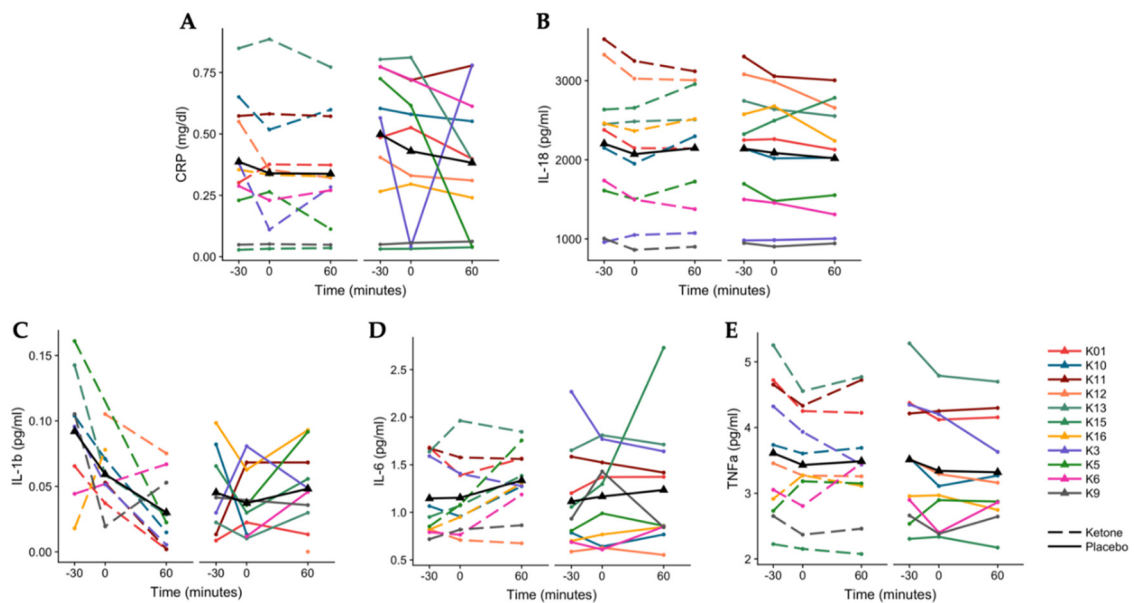 A
CRP (mg/dl)
0.75
0.50
0.25
0.00
-30 0 60 -30 0 60
Time (minutes)
B
IL-18 (pg/ml)
3000
2000
1000
-30 0 60 -30 0 60
Time (minutes)
C
IL-1b (pg/ml)
0.15
0.10
0.05
0.00
-30 0 60 -30 0 60
Time (minutes)
D
IL-6 (pg/ml)
2.5
2.0
1.5
1.0
0.5
-30 0 60 -30 0 60
Time (minutes)
E
TNFa (pg/ml)
5
4
3
2
-30 0 60 -30 0 60
Time (minutes)
K01
K10
K11
K12
K13
K15
K16
K3
K5
K6
K9
Ketone
Placebo